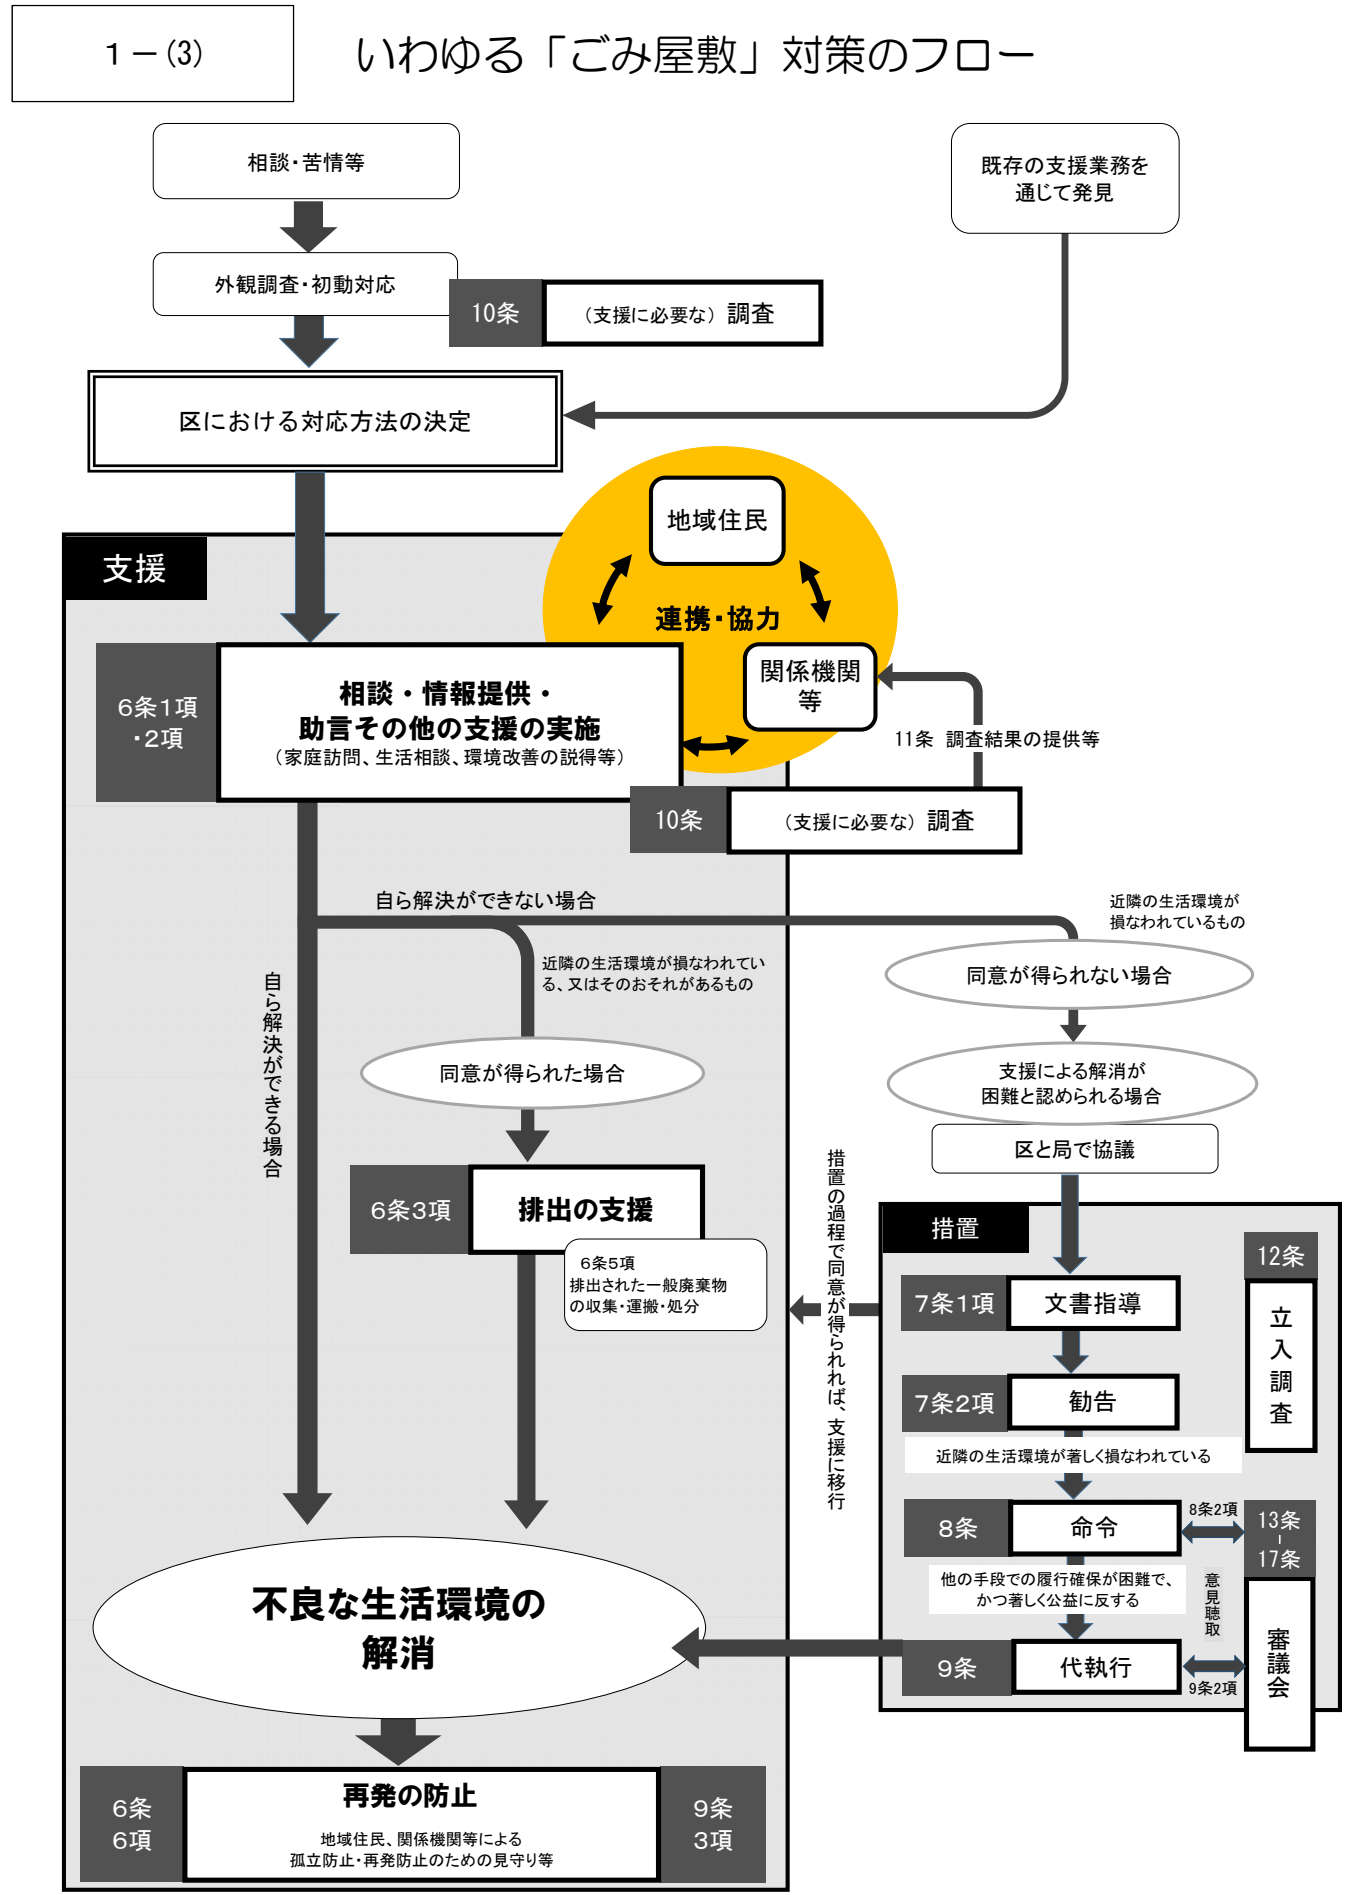 １－(3)
いわゆる「ごみ屋敷」対策のフロー
相談・苦情等
既存の支援業務を
通じて発見
外観調査・初動対応
10条
（支援に必要な）調査
区における対応方法の決定
地域住民
連携・協力
関係機関
等
支援
６条１項
・２項
相談・情報提供・
助言その他の支援の実施
（家庭訪問、生活相談、環境改善の説得等）
11条 調査結果の提供等
10条
（支援に必要な）調査
自ら解決ができない場合
近隣の生活環境が
損なわれているもの
自ら解決ができる場合
近隣の生活環境が損なわれてい
る、又はそのおそれがあるもの
同意が得られない場合
同意が得られた場合
支援による解消が
困難と認められる場合
区と局で協議
６条３項
排出の支援
６条５項
排出された一般廃棄物
の収集・運搬・処分
措置の過程で同意が得られれば、支援に移行
措置
12条
立入調査
７条１項
文書指導
７条２項
勧告
近隣の生活環境が著しく損なわれている
８条
命令
8条2項
13条
-
17条
他の手段での履行確保が困難で、
かつ著しく公益に反する
意見聴取
９条
代執行
9条2項
審議会
不良な生活環境の
解消
６条
６項
再発の防止
地域住民、関係機関等による
孤立防止・再発防止のための見守り等
９条
３項